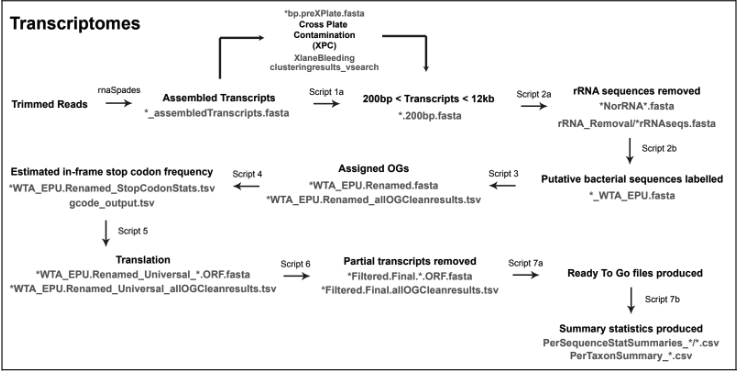 Transcriptomes
*bp.preXPlate.fasta
Cross Plate
Contamination
(XPC)
XlaneBleeding
clusteringresults_vsearch
Trimmed Reads
rnaSpades
Assembled Transcripts
*_assembledTranscripts.fasta
Script 1a
200bp < Transcripts < 12kb
*.200bp.fasta
Script 2a
rRNA sequences removed
*NorRNA*.fasta
rRNA_Removal/*rRNAseqs.fasta
Script 2b
Putative bacterial sequences labelled
*_WTA_EPU.fasta
Script 3
Assigned OGs
*WTA_EPU.Renamed.fasta
*WTA_EPU.Renamed_allOGCleanresults.tsv
Script 4
Estimated in-frame stop codon frequency
*WTA_EPU.Renamed_StopCodonStats.tsv
gcode_output.tsv
Script 5
Translation
*WTA_EPU.Renamed_Universal_*.ORF.fasta
*WTA_EPU.Renamed_Universal_allOGCleanresults.tsv
Script 6
Partial transcripts removed
*Filtered.Final.*.ORF.fasta
*Filtered.Final.allOGCleanresults.tsv
Script 7a
Ready To Go files produced
Script 7b
Summary statistics produced
PerSequenceStatSummaries_*/*.csv
PerTaxonSummary_*.csv